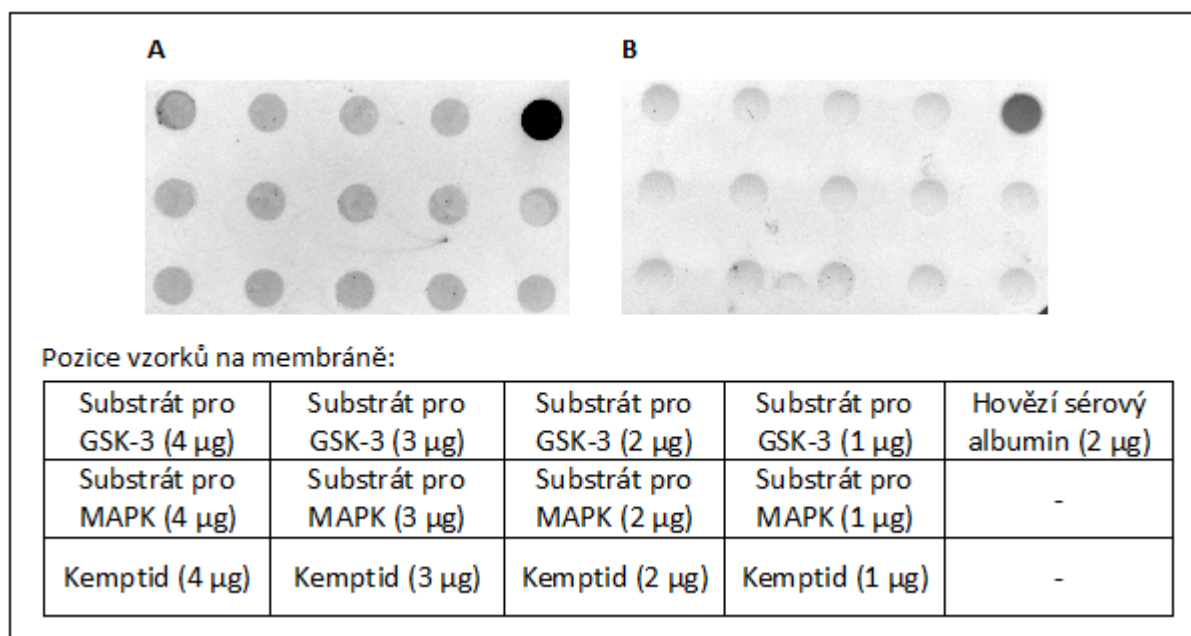 A
B
Pozice vzorků na membráně:
Substrát pro GSK-3 (4 µg)
Substrát pro GSK-3 (3 µg)
Substrát pro GSK-3 (2 µg)
Substrát pro GSK-3 (1 µg)
Hovězí sérový albumin (2 µg)
Substrát pro MAPK (4 µg)
Substrát pro MAPK (3 µg)
Substrát pro MAPK (2 µg)
Substrát pro MAPK (1 µg)
-
Kemptid (4 µg)
Kemptid (3 µg)
Kemptid (2 µg)
Kemptid (1 µg)
-